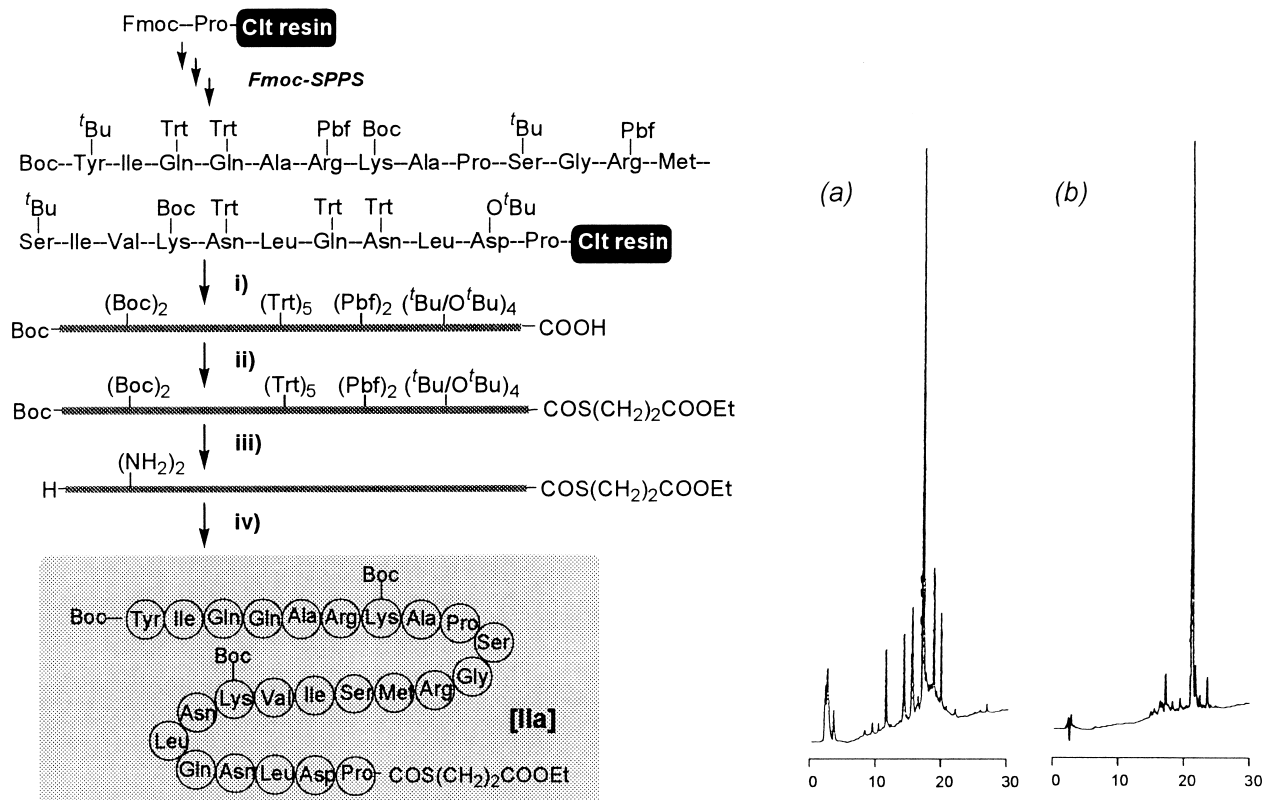 Fmoc--Pro-Clt resin
Fmoc-SPPS
tBu Trt Trt Pbf Boc tBu Pbf
Boc--Tyr--Ile--Gln--Gln--Ala--Arg--Lys--Ala--Pro--Ser--Gly--Arg--Met--
tBu Boc Trt Trt Trt OtBu
Ser--Ile--Val--Lys--Asn--Leu--Gln--Asn--Leu--Asp--Pro--Clt resin
i)
(Boc)2 (Trt)5 (Pbf)2 (tBu/OtBu)4
Boc COOH
ii)
(Boc)2 (Trt)5 (Pbf)2 (tBu/OtBu)4
Boc COS(CH2)2COOEt
iii)
(NH2)2
H COS(CH2)2COOEt
iv)
Boc
Boc Tyr Ile Gln Gln Ala Arg Lys Ala Pro
Ser
Boc
Gly
Asn Lys Val Ile Ser Met Arg
[IIa]
Leu
Gln Asn Leu Asp Pro COS(CH2)2COOEt
(a)
0 10 20 30
(b)
0 10 20 30